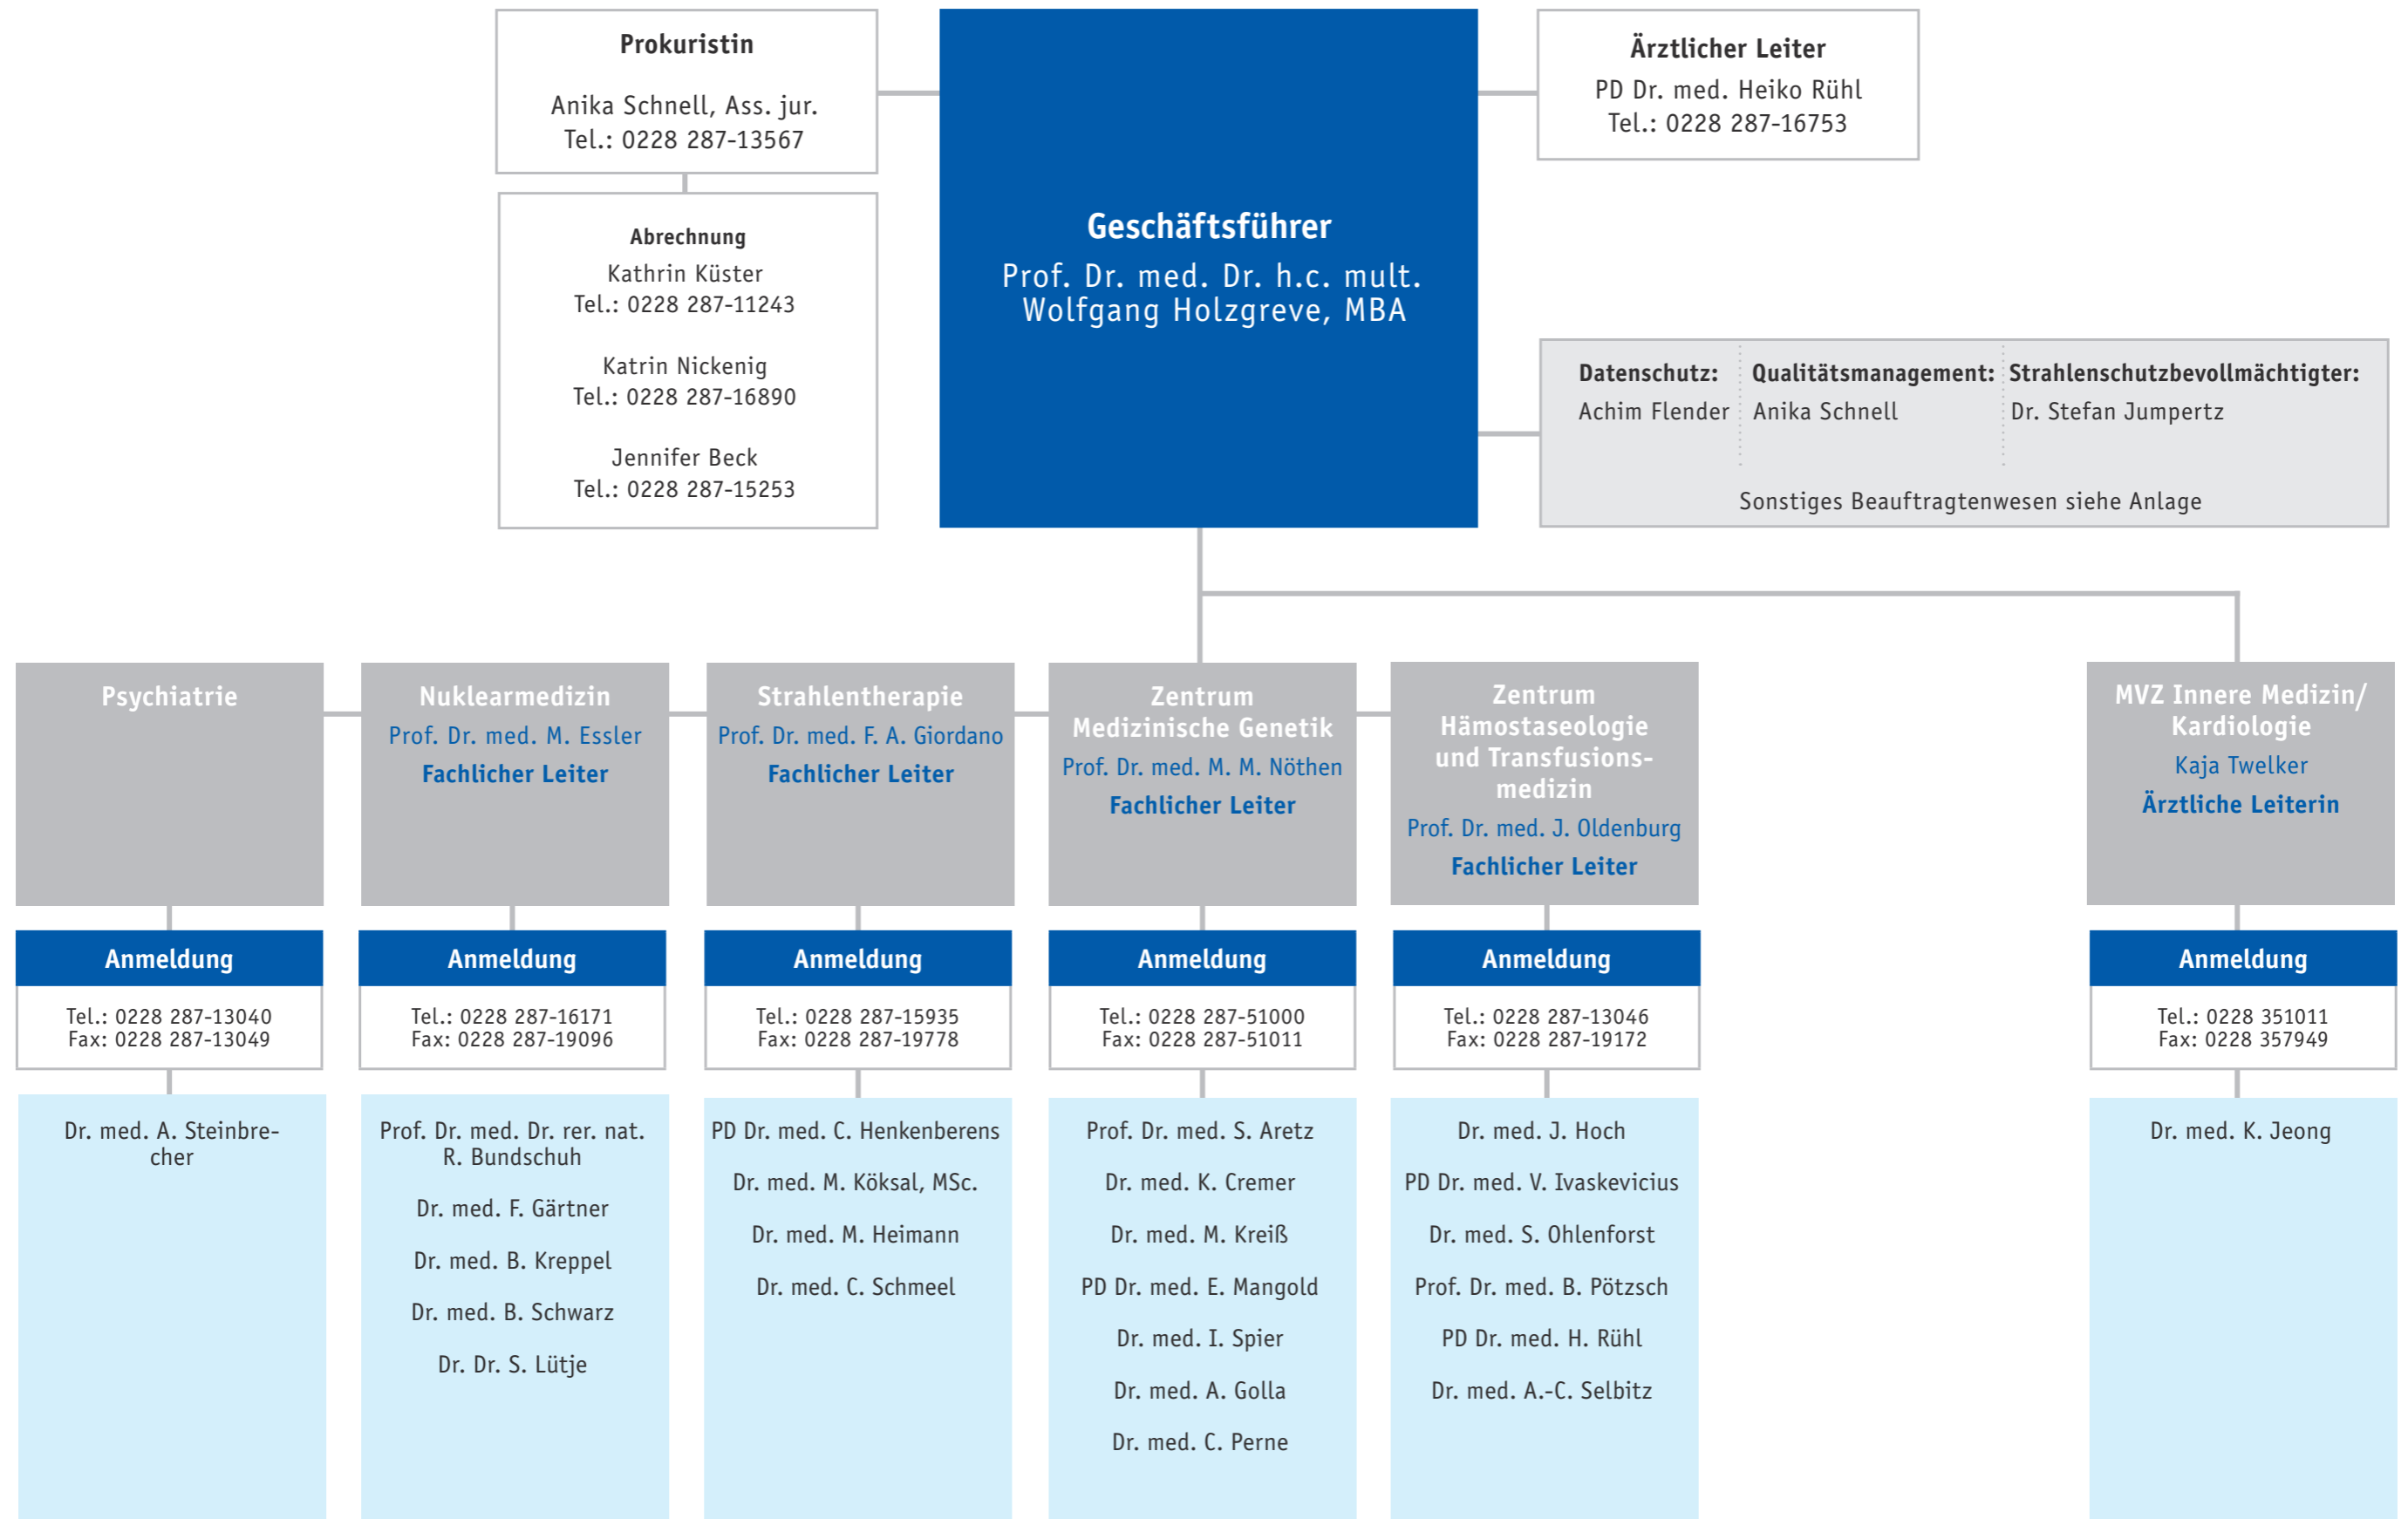 Prokuristin
Anika Schnell, Ass. jur.
Tel.: 0228 287-13567
Abrechnung
Kathrin Küster
Tel.: 0228 287-11243
Katrin Nickenig
Tel.: 0228 287-16890
Jennifer Beck
Tel.: 0228 287-15253
Geschäftsführer
Prof. Dr. med. Dr. h.c. mult.
Wolfgang Holzgreve, MBA
Ärztlicher Leiter
PD Dr. med. Heiko Rühl
Tel.: 0228 287-16753
Datenschutz:
Achim Flender
Qualitätsmanagement:
Anika Schnell
Strahlenschutzbevollmächtigter:
Dr. Stefan Jumpertz
Sonstiges Beauftragtenwesen siehe Anlage
Psychiatrie
Anmeldung
Tel.: 0228 287-13040
Fax: 0228 287-13049
Dr. med. A. Steinbre-
cher
Nuklearmedizin
Prof. Dr. med. M. Essler
Fachlicher Leiter
Anmeldung
Tel.: 0228 287-16171
Fax: 0228 287-19096
Prof. Dr. med. Dr. rer. nat.
R. Bundschuh
Dr. med. F. Gärtner
Dr. med. B. Kreppel
Dr. med. B. Schwarz
Dr. Dr. S. Lütje
Strahlentherapie
Prof. Dr. med. F. A. Giordano
Fachlicher Leiter
Anmeldung
Tel.: 0228 287-15935
Fax: 0228 287-19778
PD Dr. med. C. Henkenberens
Dr. med. M. Köksal, MSc.
Dr. med. M. Heimann
Dr. med. C. Schmeel
Zentrum
Medizinische Genetik
Prof. Dr. med. M. M. Nöthen
Fachlicher Leiter
Anmeldung
Tel.: 0228 287-51000
Fax: 0228 287-51011
Prof. Dr. med. S. Aretz
Dr. med. K. Cremer
Dr. med. M. Kreiß
PD Dr. med. E. Mangold
Dr. med. I. Spier
Dr. med. A. Golla
Dr. med. C. Perne
Zentrum
Hämostaseologie
und Transfusions-
medizin
Prof. Dr. med. J. Oldenburg
Fachlicher Leiter
Anmeldung
Tel.: 0228 287-13046
Fax: 0228 287-19172
Dr. med. J. Hoch
PD Dr. med. V. Ivaskevicius
Dr. med. S. Ohlenforst
Prof. Dr. med. B. Pötzsch
PD Dr. med. H. Rühl
Dr. med. A.-C. Selbitz
MVZ Innere Medizin/
Kardiologie
Kaja Twelker
Ärztliche Leiterin
Anmeldung
Tel.: 0228 351011
Fax: 0228 357949
Dr. med. K. Jeong